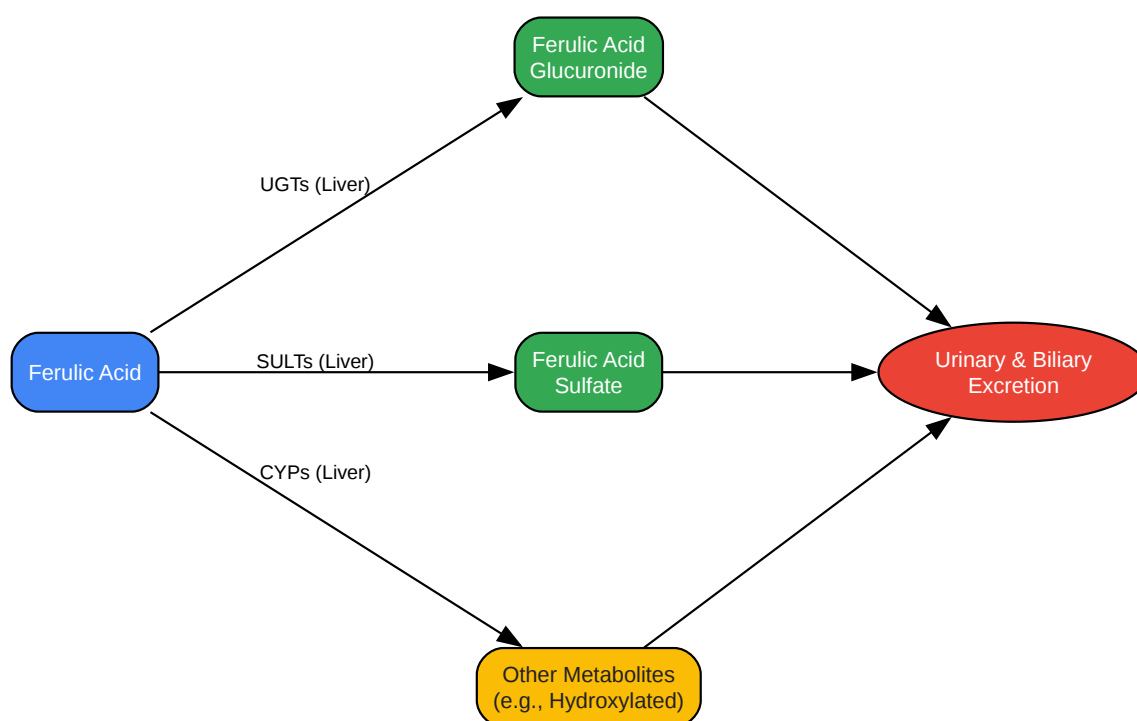 Ferulic Acid
Glucuronide
UGTs (Liver)
Ferulic Acid
SULTs (Liver)
Ferulic Acid
Sulfate
Urinary & Biliary
Excretion
CYPs (Liver)
Other Metabolites
(e.g., Hydroxylated)